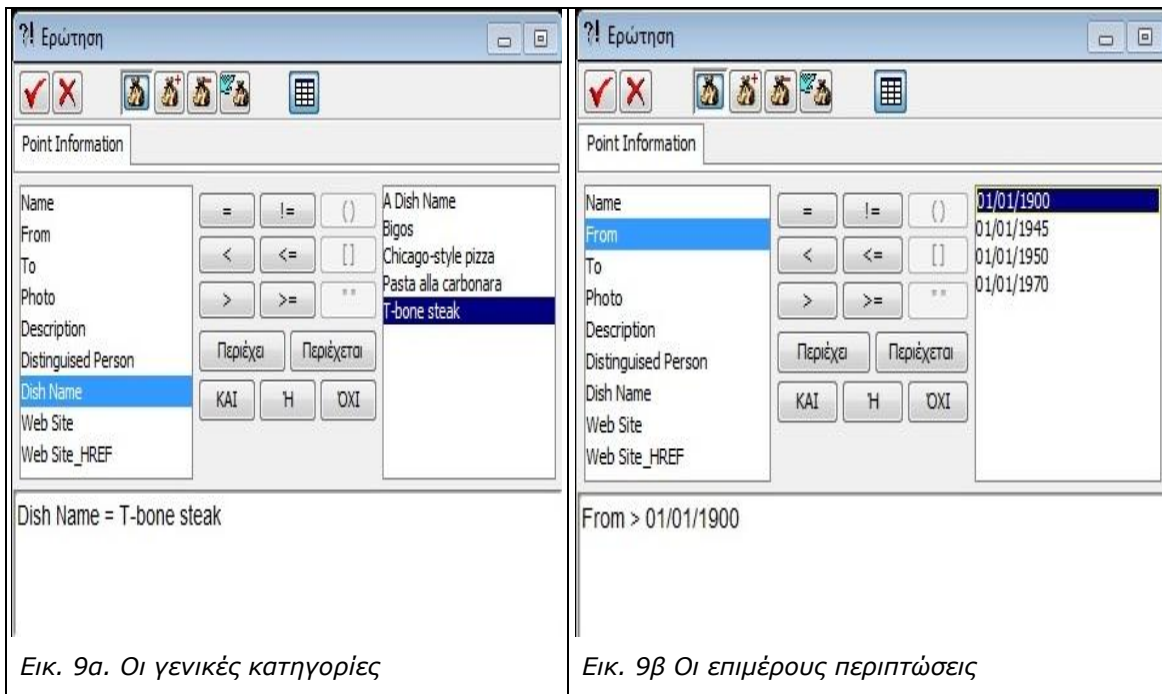 ?! Ερώτηση
Point Information
Name
From
To
Photo
Description
Distinguised Person
Dish Name
Web Site
Web Site_HREF
= != ()
< <= []
> >= ""
Περιέχει Περιέχεται
ΚΑΙ Ή ΌΧΙ
A Dish Name
Bigos
Chicago-style pizza
Pasta alla carbonara
T-bone steak
Dish Name = T-bone steak
Εικ. 9α. Οι γενικές κατηγορίες
?! Ερώτηση
Point Information
Name
From
To
Photo
Description
Distinguised Person
Dish Name
Web Site
Web Site_HREF
= != ()
< <= []
> >= ""
Περιέχει Περιέχεται
ΚΑΙ Ή ΌΧΙ
01/01/1900
01/01/1945
01/01/1950
01/01/1970
From > 01/01/1900
Εικ. 9β Οι επιμέρους περιπτώσεις